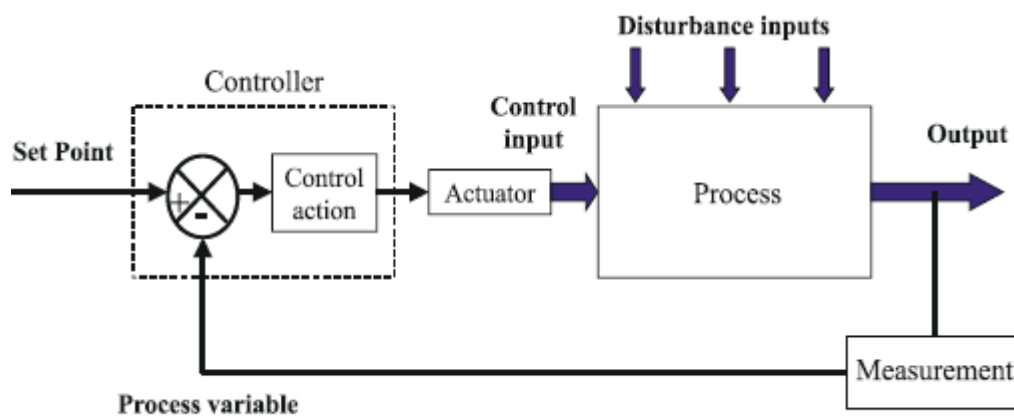 Disturbance inputs
Controller
Control
input
Set Point
Output
+
-
Control
action
Actuator
Process
Measurement
Process variable